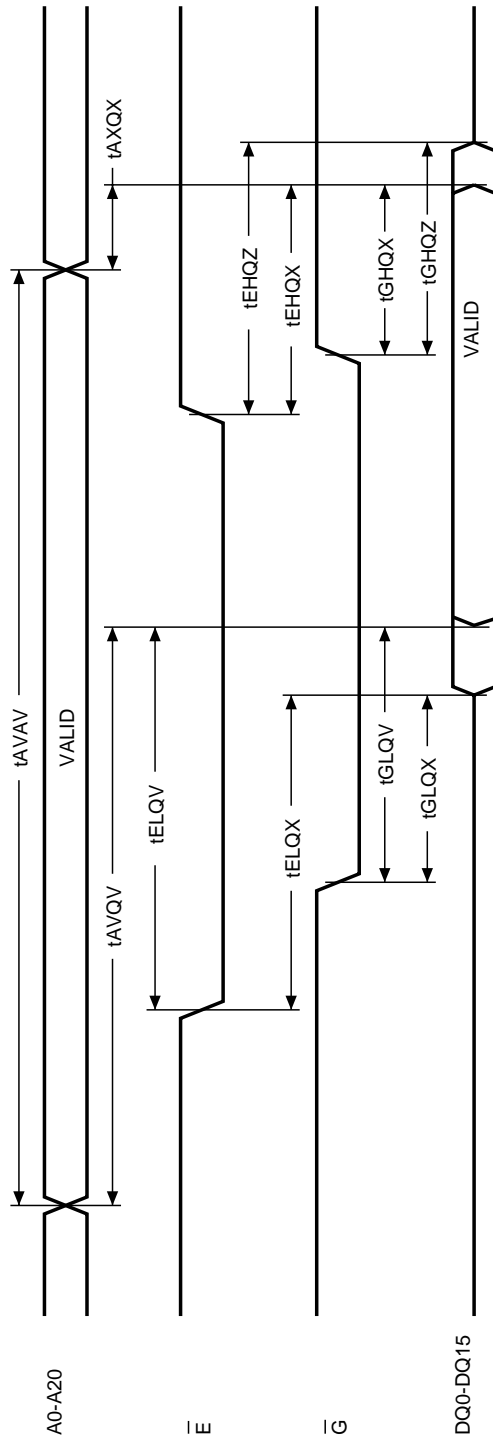 tAVAV
A0-A20
VALID
tAVQV
tAXQX
tELQV
tEHQZ
E̅
tELQX
tEHQX
G̅
tGLQV
tGHQX
tGLQX
tGHQZ
DQ0-DQ15
VALID